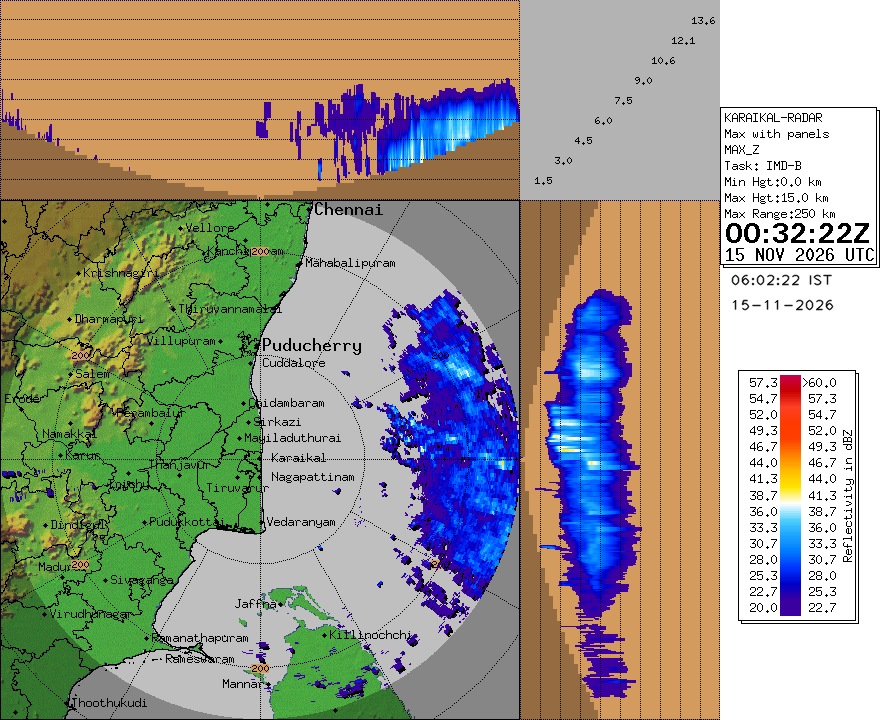 13.6
12.1
10.6
9.0
7.5
6.0
4.5
3.0
1.5
KARAIKAL-RADAR
Max with panels
MAX_Z
Task: IMD-B
Min Hgt:0.0 km
Max Hgt:15.0 km
Max Range:250 km
00:32:22Z
15 NOV 2026 UTC
06:02:22 IST
15-11-2026
Chennai
Vellore
200
Mahabalipuram
Krishnagiri
Thiruvannamalai
Dharmapuri
Villupuram
Puducherry
200
200
Cuddalore
Salem
Erode
Chidambaram
Perambalur
Sirkazi
Namakkal
Mayiladuthurai
Karur
Karaikal
Thanjavur
Nagapattinam
Tiruvarur
Dindigul
Pudukkottai
Vedaranyam
200
200
Madurai
Sivaganga
Jaffna
Virudhunagar
Ramanathapuram
Killinochchi
Rameswaram
200
Mannar
Thoothukudi
57.3 >60.0
54.7 57.3
52.0 54.7
49.3 52.0
46.7 49.3
44.0 46.7
41.3 44.0
38.7 41.3
36.0 38.7
33.3 36.0
30.7 33.3
28.0 30.7
25.3 28.0
22.7 25.3
20.0 22.7
Reflectivity in dBZ